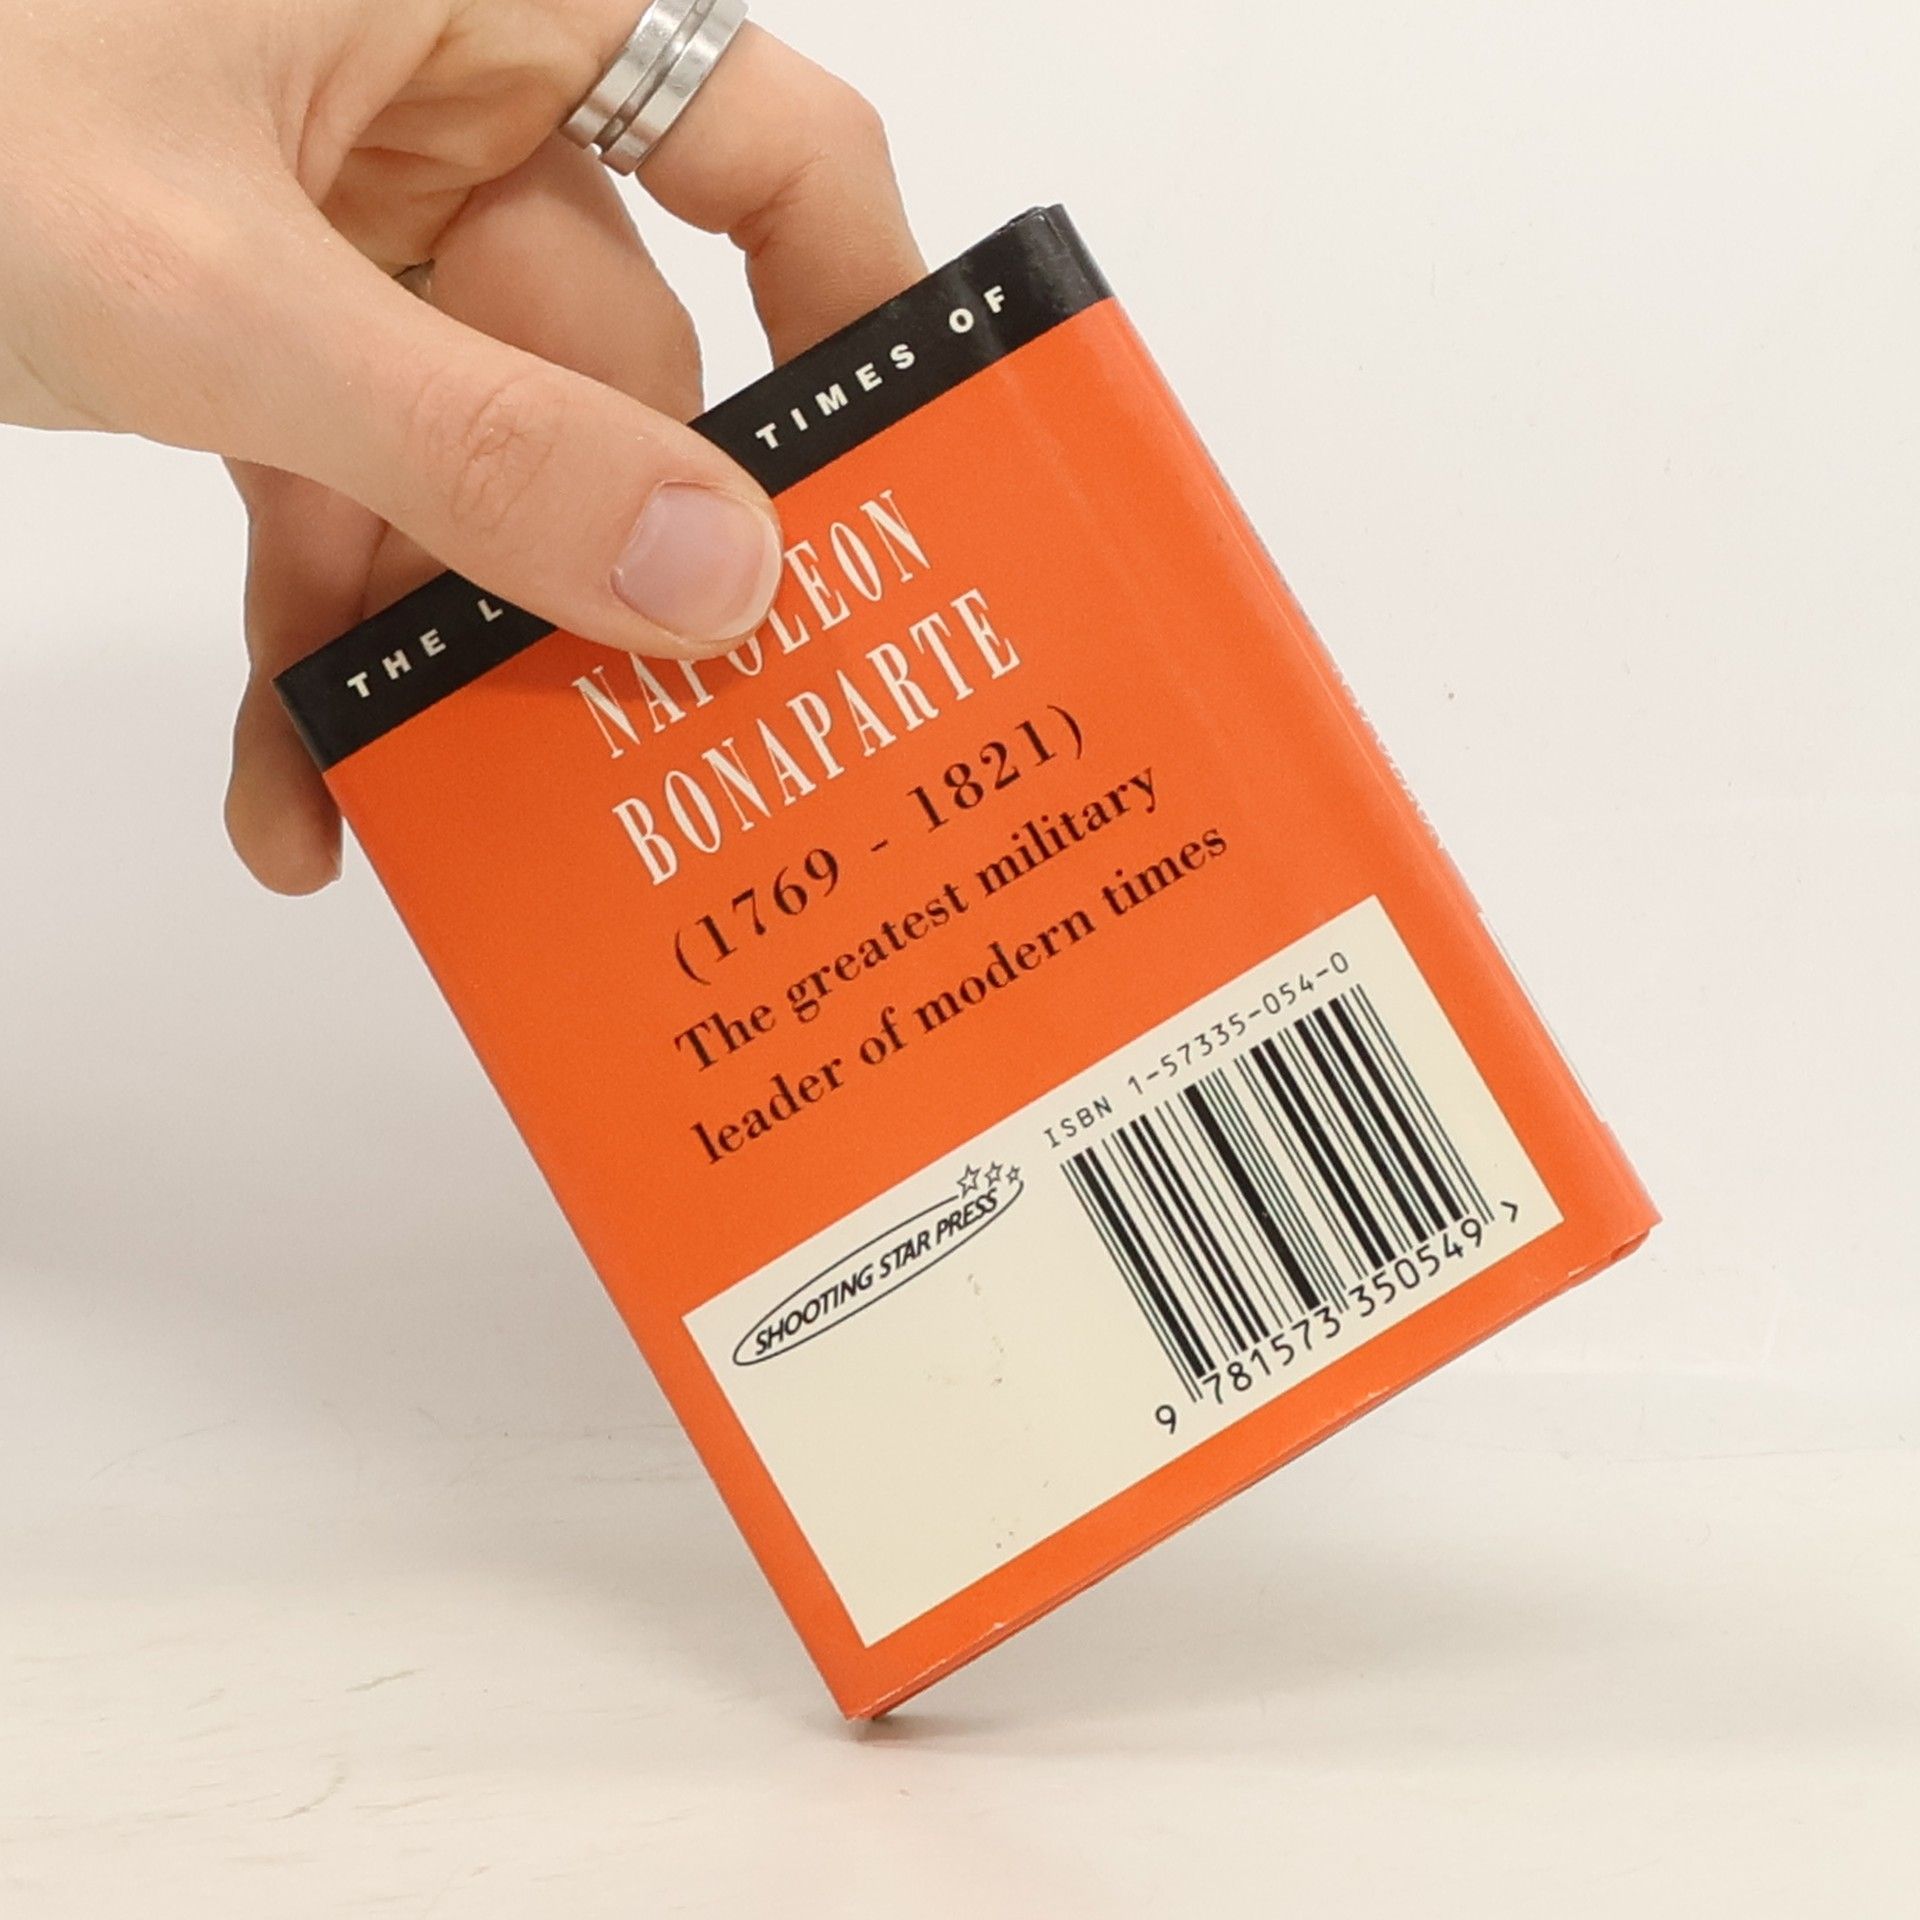 THE TIMES OF
NAPOLEON
BONAPARTE
(1769 - 1821)
The greatest military
leader of modern times
ISBN 1-57335-054-0
SHOOTING STAR PRESS
9 781573 350549 >